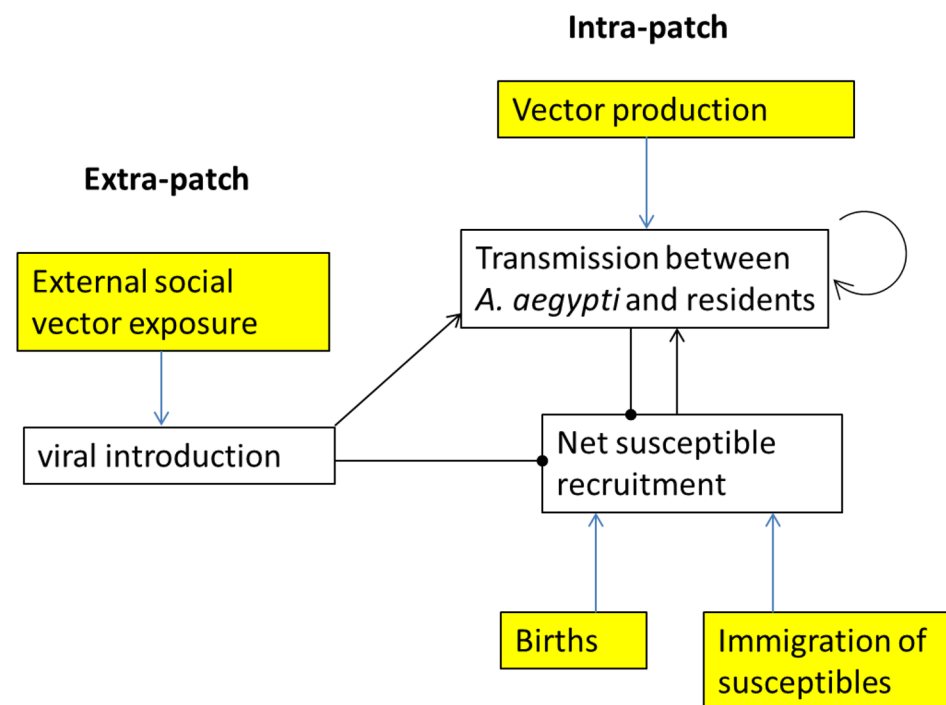 Intra-patch
Vector production
Extra-patch
External social
vector exposure
Transmission between
A. aegypti and residents
viral introduction
Net susceptible
recruitment
Births
Immigration of
susceptibles